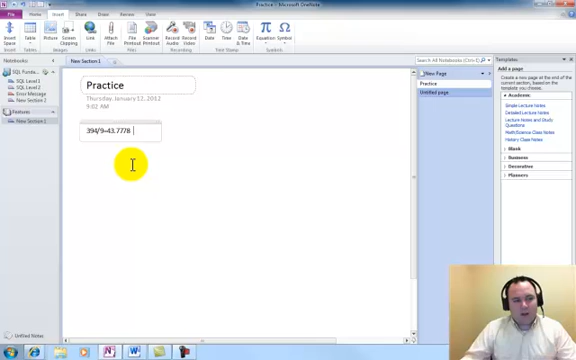 Practice - Microsoft OneNote
File Home Insert Share Draw Review View
Insert Space Table Picture Screen Clipping Link Attach File File Printout Scanner Printout Record Audio Record Video Date Time Date & Time Equation Symbol
Insert Tables Images Links Files Recording Time Stamp Symbols
Notebooks
SQL Level1
SQL Level2
Error Message
New Section 2
Features
New Section 1
Unfiled Notes
New Section 1
Practice
Thursday, January 12, 2012
9:02 AM
394/9=43.7778
Search All Notebooks (Ctrl+E)
New Page
Practice
Untitled page
Templates
Add a page
Create a new page at the end of the current section, based on the template you choose.
Academic
Simple Lecture Notes
Detailed Lecture Notes
Lecture Notes and Study Questions
Math/Science Class Notes
History Class Notes
Blank
Business
Decorative
Planners